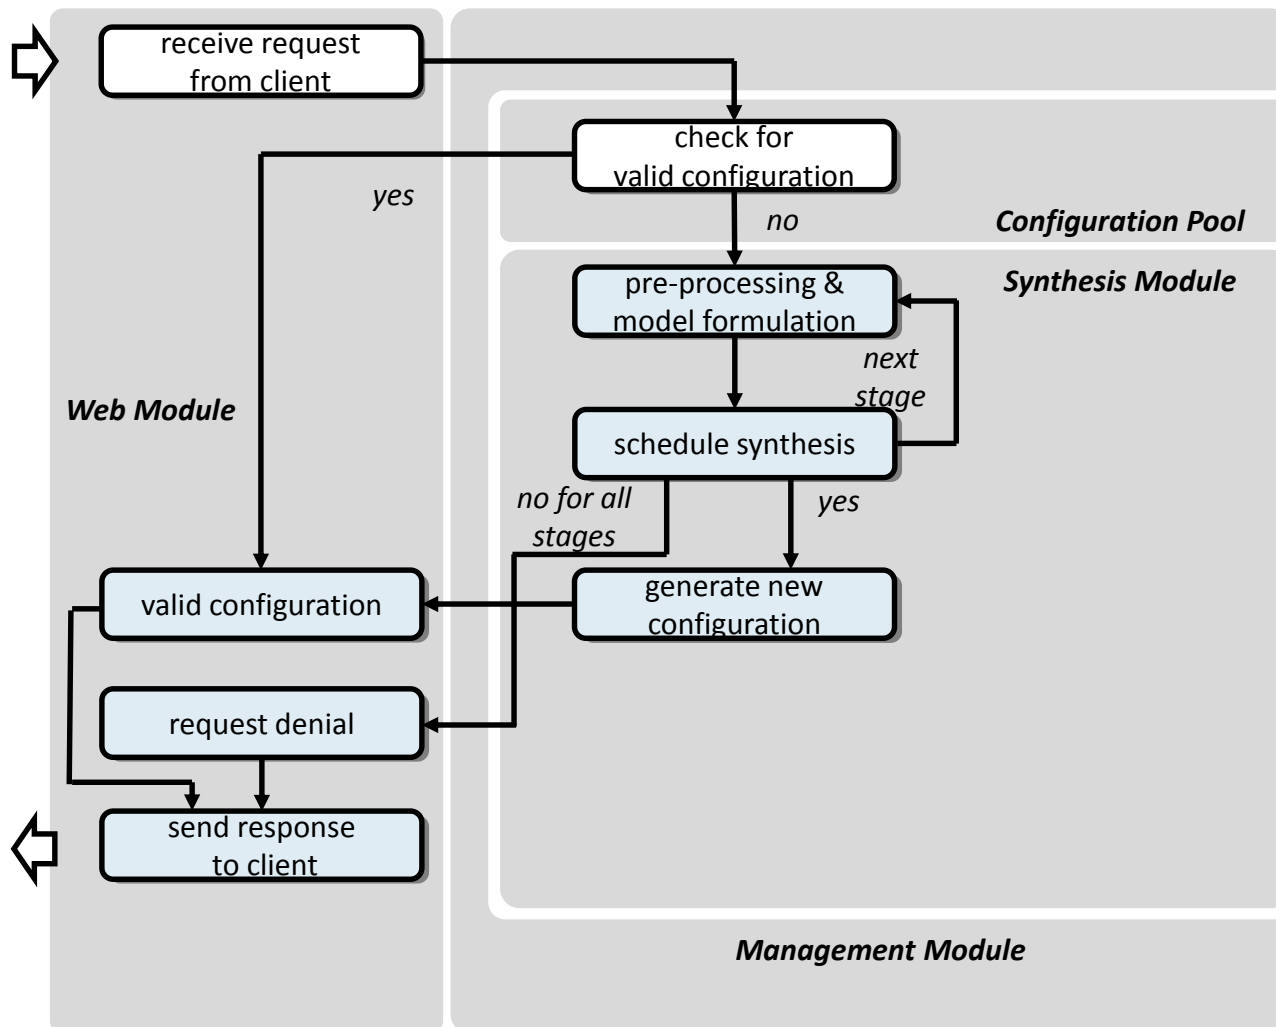 receive request
from client
check for
valid configuration
yes
no
Configuration Pool
pre-processing &
model formulation
Synthesis Module
next
stage
Web Module
schedule synthesis
no for all
stages
yes
valid configuration
generate new
configuration
request denial
send response
to client
Management Module